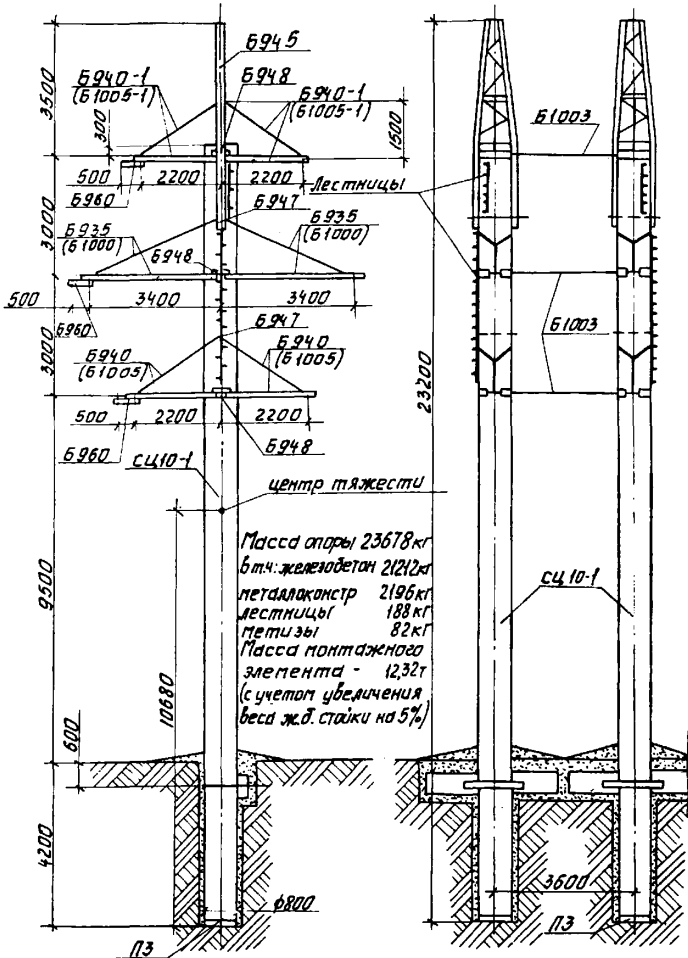 Б945
Б948
Б940-1
(Б1005-1)
Б940-1
(Б1005-1)
3500
300
1500
500
2200
2200
Б960
Б947
Б935
(Б1000)
Б935
(Б1000)
Б948
3000
500
3400
3400
Б960
Б947
Б940
(Б1005)
Б940
(Б1005)
3000
500
2200
2200
Б960
Б948
СЦ10-1
центр тяжести
9500
10680
600
4200
Масса опоры 23678кг
в т.ч: железобетон 21212кг
металлоконстр 2196кг
лестницы 188кг
метизы 82кг
Масса монтажного
элемента - 12,32т
(с учетом увеличения
веса ж.б. стойки на 5%)
ф800
П3
23200
Б1003
Лестницы
Б1003
СЦ10-1
3600
П3